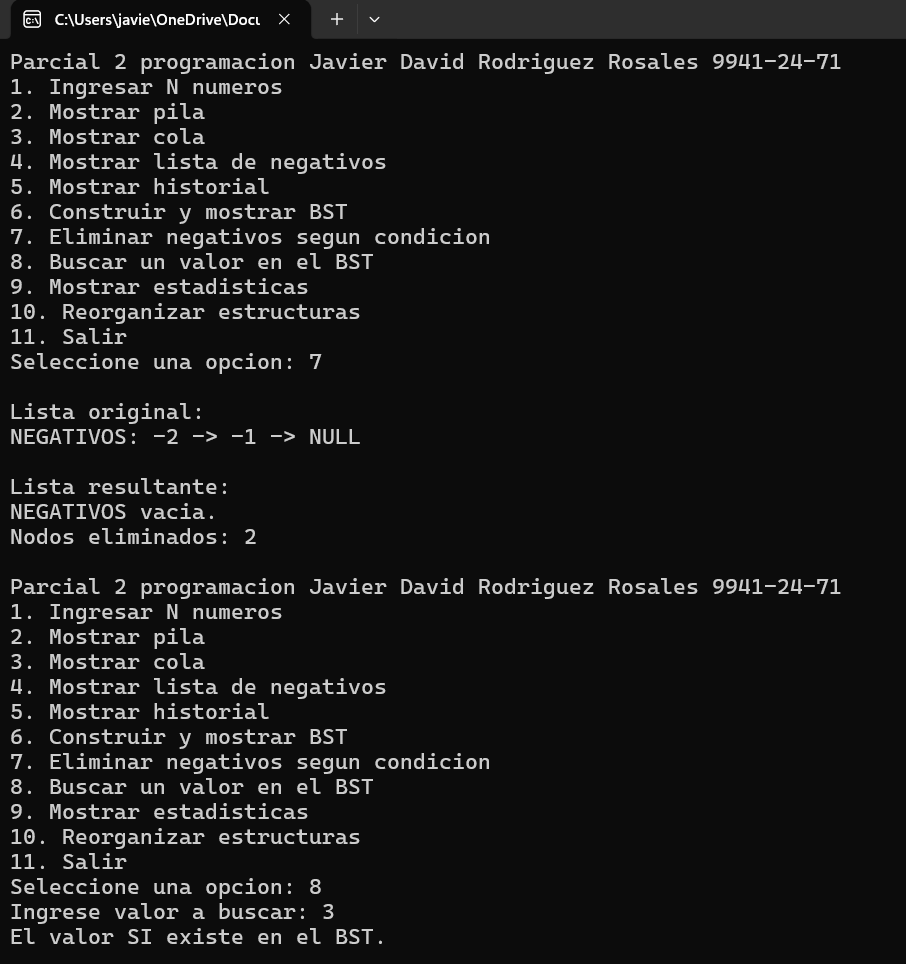 C:\Users\javie\OneDrive\Docu
Parcial 2 programacion Javier David Rodriguez Rosales 9941-24-71
1. Ingresar N numeros
2. Mostrar pila
3. Mostrar cola
4. Mostrar lista de negativos
5. Mostrar historial
6. Construir y mostrar BST
7. Eliminar negativos segun condicion
8. Buscar un valor en el BST
9. Mostrar estadisticas
10. Reorganizar estructuras
11. Salir
Seleccione una opcion: 7
Lista original:
NEGATIVOS: -2 -> -1 -> NULL
Lista resultante:
NEGATIVOS vacia.
Nodos eliminados: 2
Parcial 2 programacion Javier David Rodriguez Rosales 9941-24-71
1. Ingresar N numeros
2. Mostrar pila
3. Mostrar cola
4. Mostrar lista de negativos
5. Mostrar historial
6. Construir y mostrar BST
7. Eliminar negativos segun condicion
8. Buscar un valor en el BST
9. Mostrar estadisticas
10. Reorganizar estructuras
11. Salir
Seleccione una opcion: 8
Ingrese valor a buscar: 3
El valor SI existe en el BST.